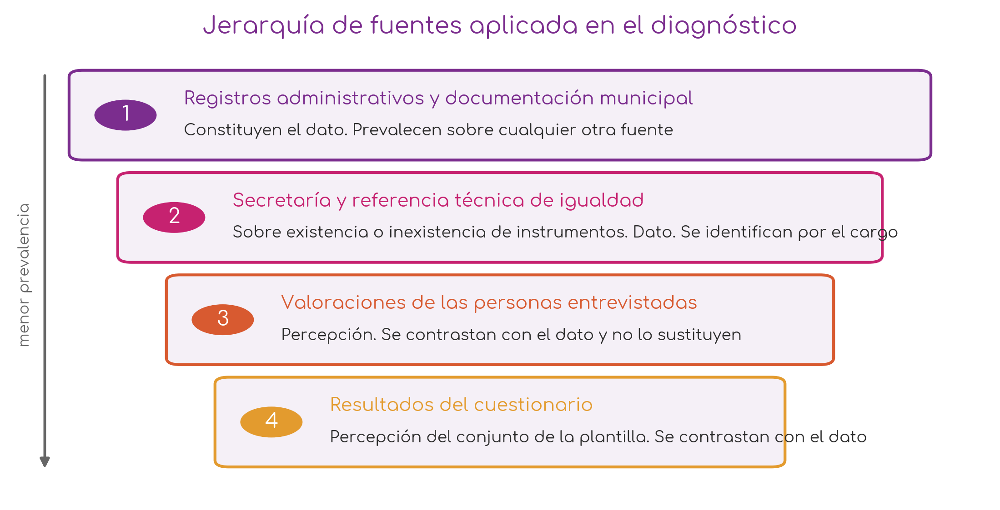 Jerarquía de fuentes aplicada en el diagnóstico
menor prevalencia
1
Registros administrativos y documentación municipal
Constituyen el dato. Prevalecen sobre cualquier otra fuente
2
Secretaría y referencia técnica de igualdad
Sobre existencia o inexistencia de instrumentos. Dato. Se identifican por el cargo
3
Valoraciones de las personas entrevistadas
Percepción. Se contrastan con el dato y no lo sustituyen
4
Resultados del cuestionario
Percepción del conjunto de la plantilla. Se contrastan con el dato